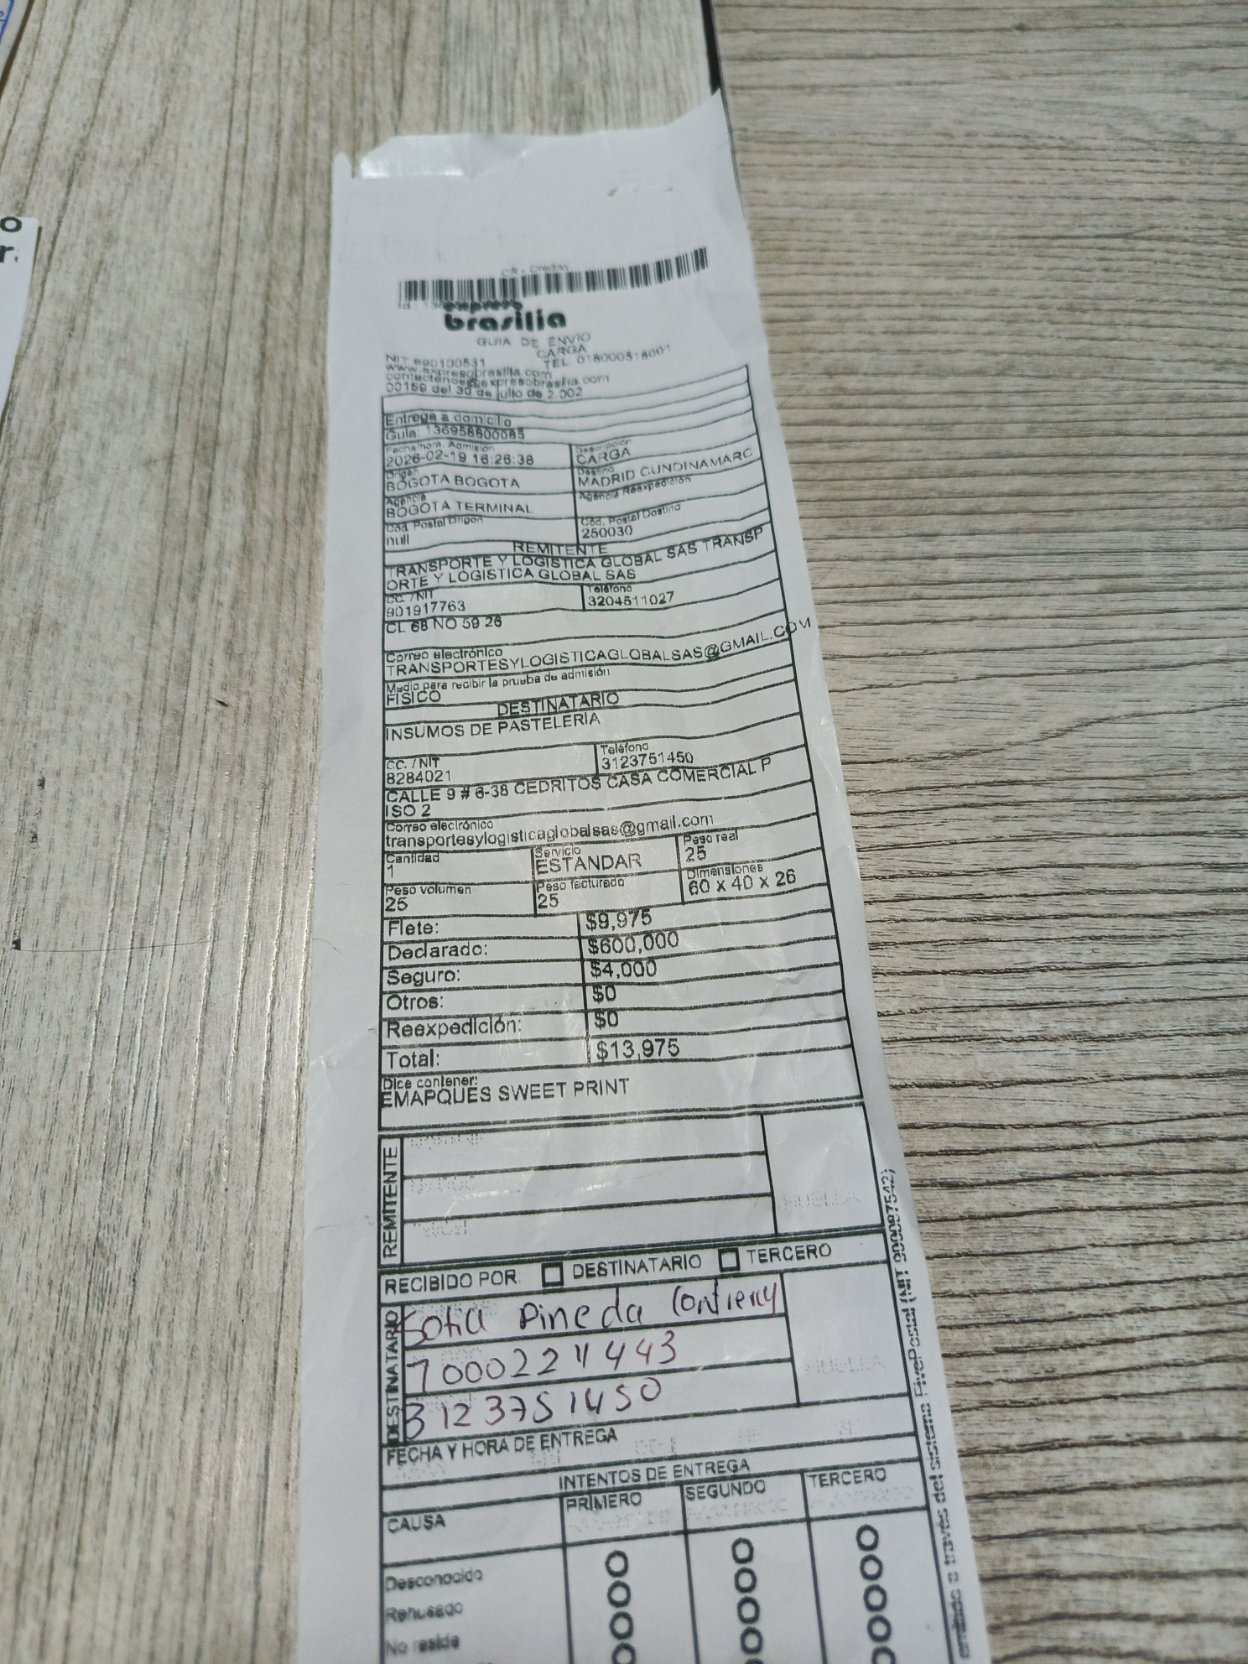 o
r.
expreso
brasilia
GUIA DE ENVIO
CARGA
NIT 890100531
TEL 018000518001
www.expresobrasilia.com
contactenos@expresobrasilia.com
00159 del 30 de julio de 2.002
Entrega a domicilio
Guia: 136958800085
Fecha/hora. Admisión
2026-02-19 16:26:38
Descripción
CARGA
Origen
BOGOTA BOGOTA
Destino
MADRID CUNDINAMARC
Agencia
BOGOTA TERMINAL
Agencia Reexpedición
Cod. Postal Origen
null
Cod. Postal Destino
250030
REMITENTE
TRANSPORTE Y LOGISTICA GLOBAL SAS TRANSP
ORTE Y LOGISTICA GLOBAL SAS
CC. /NIT
901917763
Teléfono
3204511027
CL 68 NO 59 26
Correo electrónico
TRANSPORTESYLOGISTICAGLOBALSAS@GMAIL.COM
Medio para recibir la prueba de admisión
FISICO
DESTINATARIO
INSUMOS DE PASTELERIA
CC. /NIT
8284021
Teléfono
3123751450
CALLE 9 # 6-38 CEDRITOS CASA COMERCIAL P
ISO 2
Correo electrónico
transportesylogisticaglobalsas@gmail.com
Cantidad
1
Servicio
ESTANDAR
Peso real
25
Peso volumen
25
Peso facturado
25
Dimensiones
60 x 40 x 26
Flete: $9,975
Declarado: $600,000
Seguro: $4,000
Otros: $0
Reexpedición: $0
Total: $13,975
Dice contener:
EMAPQUES SWEET PRINT
REMITENTE
RECIBIDO POR DESTINATARIO TERCERO
DESTINATARIO
Sofia Pineda
3123751450
FECHA Y HORA DE ENTREGA
INTENTOS DE ENTREGA
CAUSA PRIMERO SEGUNDO TERCERO
Desconocido
Rehusado
No reside